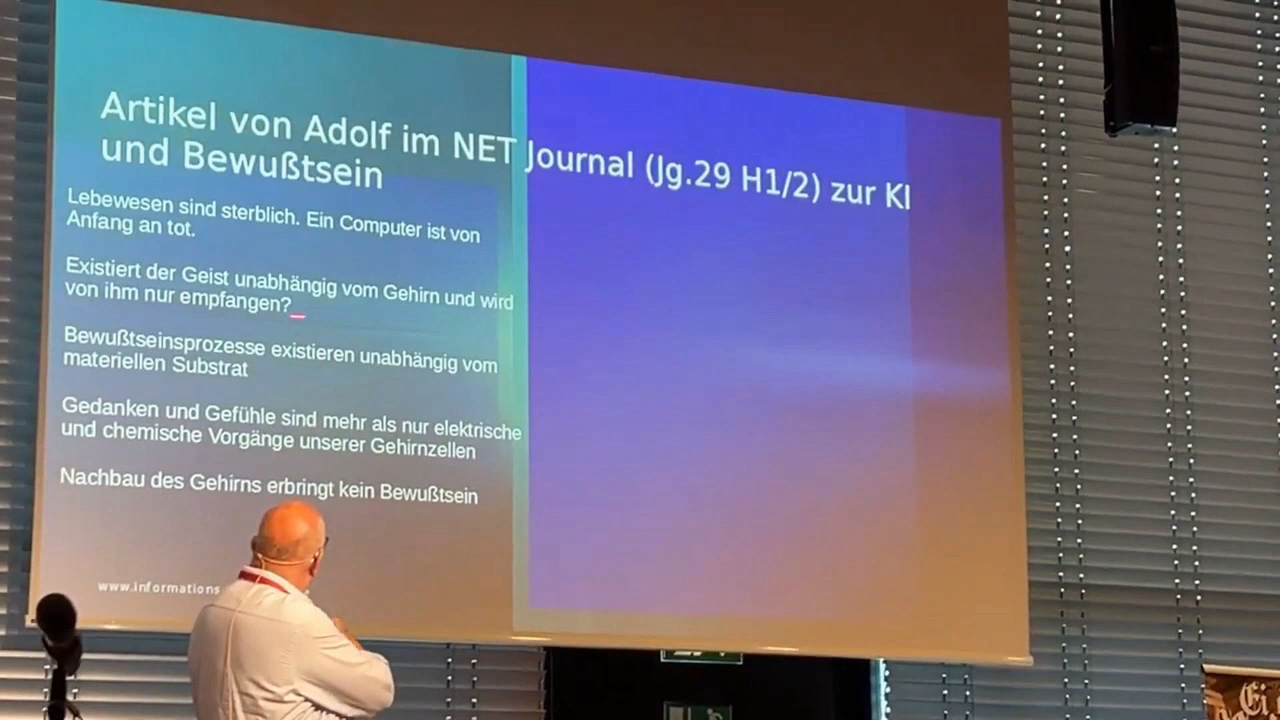 Artikel von Adolf im NET Journal (Jg.29 H1/2) zur KI
und Bewußtsein
Lebewesen sind sterblich. Ein Computer ist von
Anfang an tot.
Existiert der Geist unabhängig vom Gehirn und wird
von ihm nur empfangen?
Bewußtseinsprozesse existieren unabhängig vom
materiellen Substrat
Gedanken und Gefühle sind mehr als nur elektrische
und chemische Vorgänge unserer Gehirnzellen
Nachbau des Gehirns erbringt kein Bewußtsein
www.informations
Ei